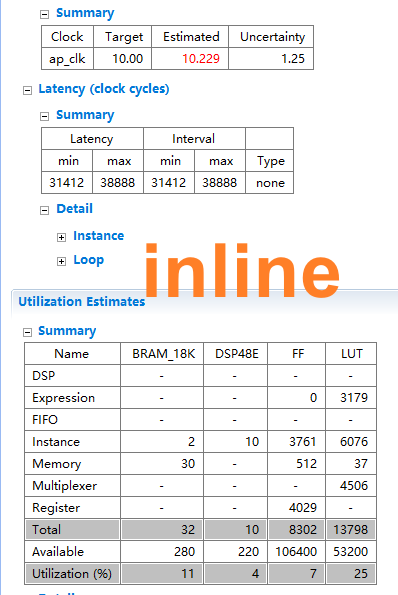 Summary
Clock Target Estimated Uncertainty
ap_clk 10.00 10.229 1.25
Latency (clock cycles)
Summary
Latency Interval
min max min max Type
31412 38888 31412 38888 none
Detail
Instance
Loop
inline
Utilization Estimates
Summary
Name BRAM_18K DSP48E FF LUT
DSP - - - -
Expression - - 0 3179
FIFO - - - -
Instance 2 10 3761 6076
Memory 30 - 512 37
Multiplexer - - - 4506
Register - - 4029 -
Total 32 10 8302 13798
Available 280 220 106400 53200
Utilization (%) 11 4 7 25